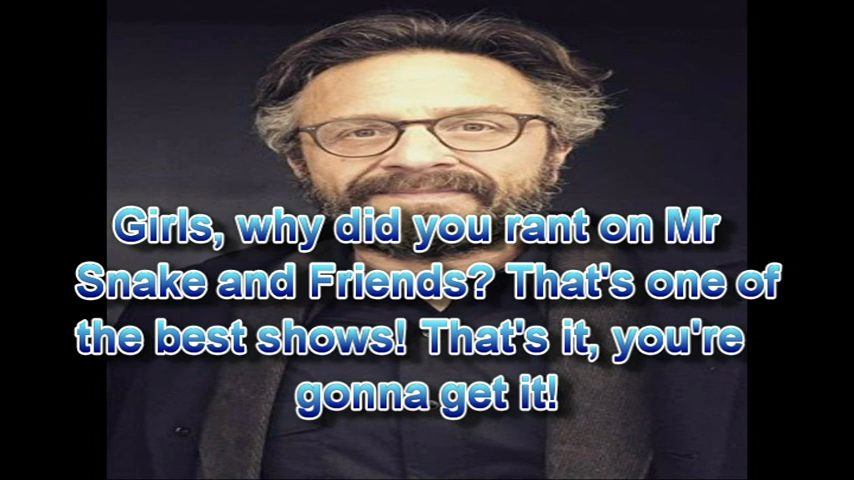 Girls, why did you rant on Mr
Snake and Friends? That's one of
the best shows! That's it, you're
gonna get it!